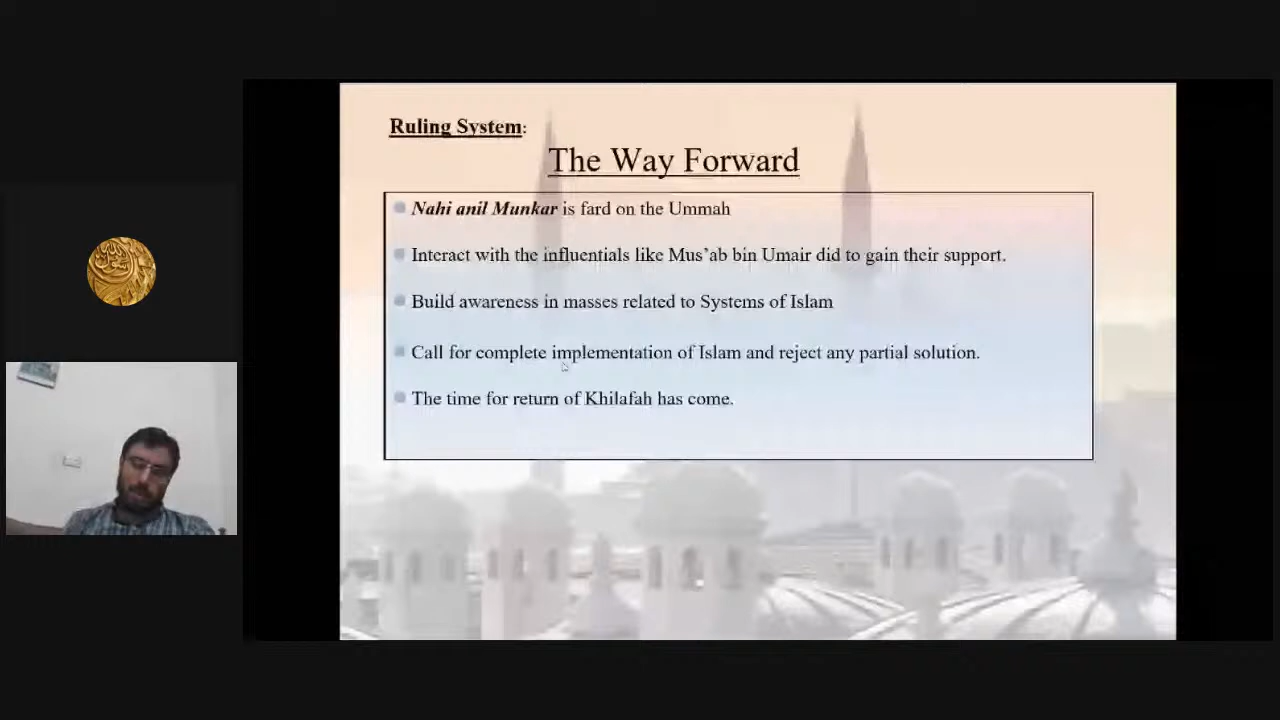 Ruling System:
The Way Forward
Nahi anil Munkar is fard on the Ummah
Interact with the influentials like Mus’ab bin Umair did to gain their support.
Build awareness in masses related to Systems of Islam
Call for complete implementation of Islam and reject any partial solution.
The time for return of Khilafah has come.